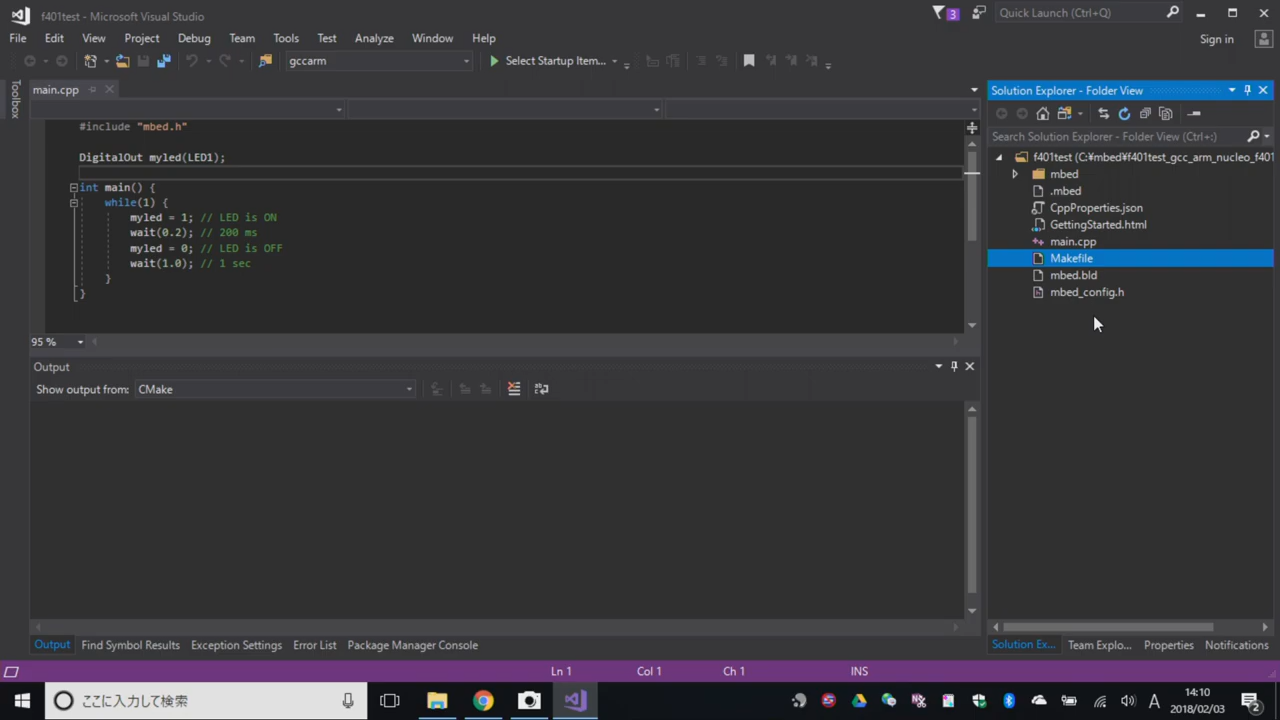 f401test - Microsoft Visual Studio
3
Quick Launch (Ctrl+Q)
File Edit View Project Debug Team Tools Test Analyze Window Help
Sign in
gccarm
Select Startup Item...
Toolbox
main.cpp
#include "mbed.h"
DigitalOut myled(LED1);
int main() {
while(1) {
myled = 1; // LED is ON
wait(0.2); // 200 ms
myled = 0; // LED is OFF
wait(1.0); // 1 sec
}
}
95 %
Output
Show output from: CMake
Output Find Symbol Results Exception Settings Error List Package Manager Console
Solution Explorer - Folder View
Search Solution Explorer - Folder View (Ctrl+:)
f401test (C:¥mbed¥f401test_gcc_arm_nucleo_f401
mbed
.mbed
CppProperties.json
GettingStarted.html
main.cpp
Makefile
mbed.bld
mbed_config.h
Solution Ex... Team Explo... Properties Notifications
Ln 1 Col 1 Ch 1 INS
ここに入力して検索
A
14:10
2018/02/03
2